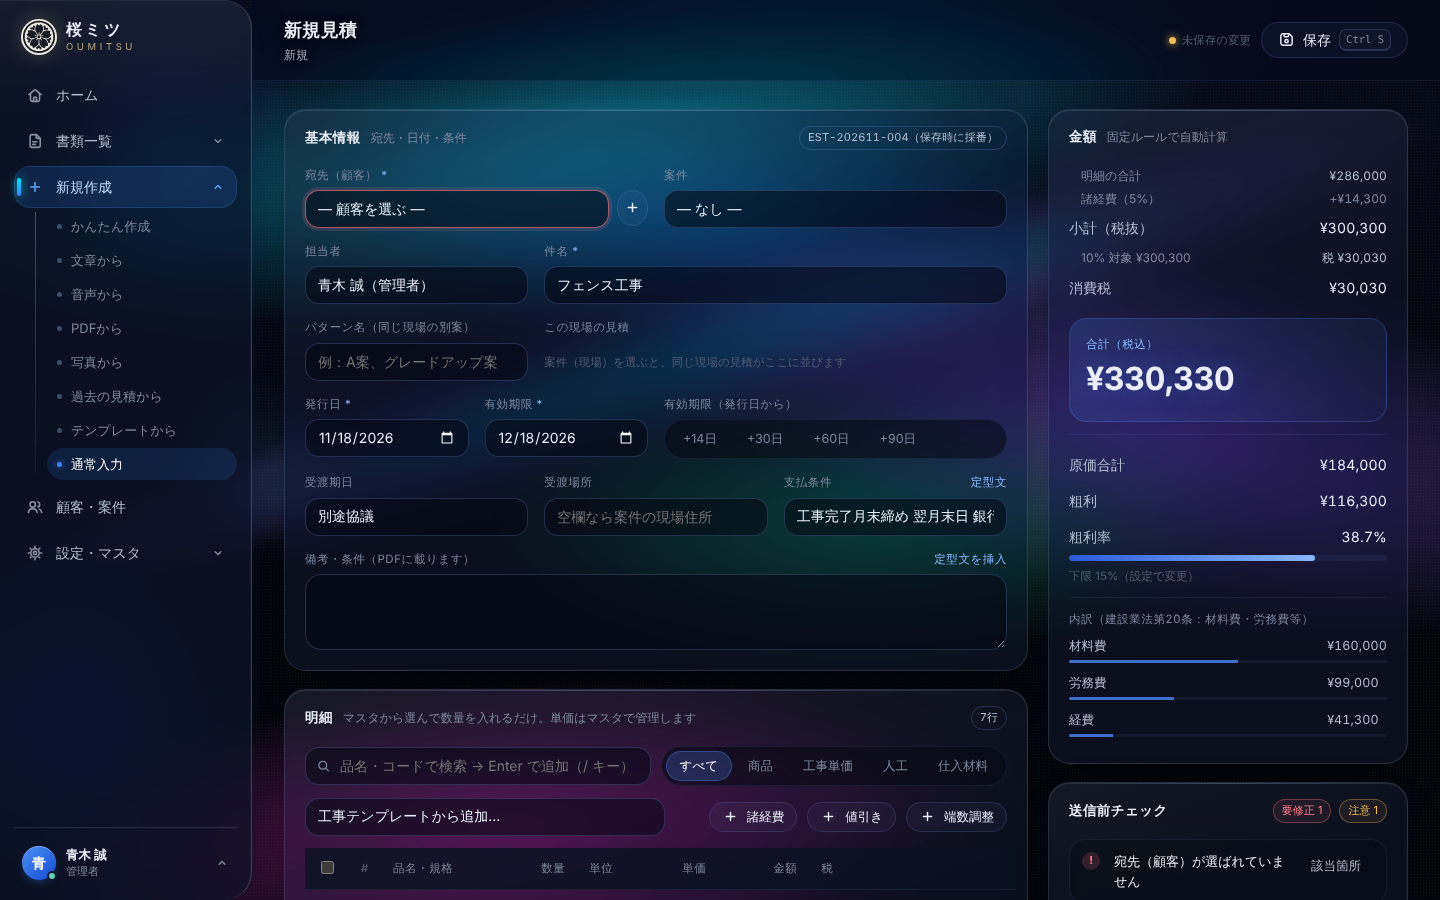 桜ミツ
OUMITSU
ホーム
書類一覧
新規作成
かんたん作成
文章から
音声から
PDFから
写真から
過去の見積から
テンプレートから
通常入力
顧客・案件
設定・マスタ
青
青木 誠
管理者
新規見積
新規
未保存の変更
保存 Ctrl S
基本情報 宛先・日付・条件
EST-202611-004（保存時に採番）
宛先（顧客） *
案件
— 顧客を選ぶ —
+
— なし —
担当者
件名 *
青木 誠（管理者）
フェンス工事
パターン名（同じ現場の別案）
この現場の見積
例：A案、グレードアップ案
案件（現場）を選ぶと、同じ現場の見積がここに並びます
発行日 *
有効期限 *
有効期限（発行日から）
11/18/2026
12/18/2026
+14日 +30日 +60日 +90日
受渡期日
受渡場所
支払条件
定型文
別途協議
空欄なら案件の現場住所
工事完了月末締め 翌月末日 銀行
備考・条件（PDFに載ります）
定型文を挿入
明細 マスタから選んで数量を入れるだけ。単価はマスタで管理します
7行
品名・コードで検索 → Enter で追加（/ キー）
すべて 商品 工事単価 人工 仕入材料
工事テンプレートから追加...
+ 諸経費 + 値引き + 端数調整
# 品名・規格 数量 単位 単価 金額 税
金額 固定ルールで自動計算
明細の合計 ¥286,000
諸経費（5%） +¥14,300
小計（税抜） ¥300,300
10% 対象 ¥300,300 税 ¥30,030
消費税 ¥30,030
合計（税込）
¥330,330
原価合計 ¥184,000
粗利 ¥116,300
粗利率 38.7%
下限 15%（設定で変更）
内訳（建設業法第20条：材料費・労務費等）
材料費 ¥160,000
労務費 ¥99,000
経費 ¥41,300
送信前チェック
要修正 1 注意 1
! 宛先（顧客）が選ばれていま
せん
該当箇所